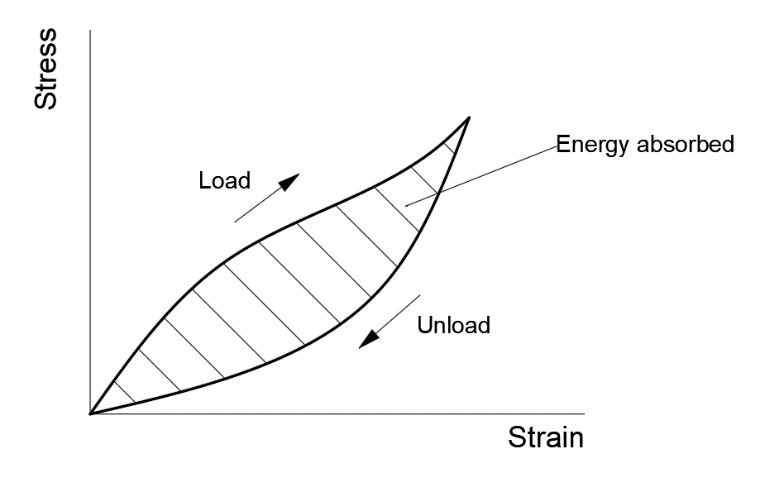 Stress
Energy absorbed
Load
Unload
Strain